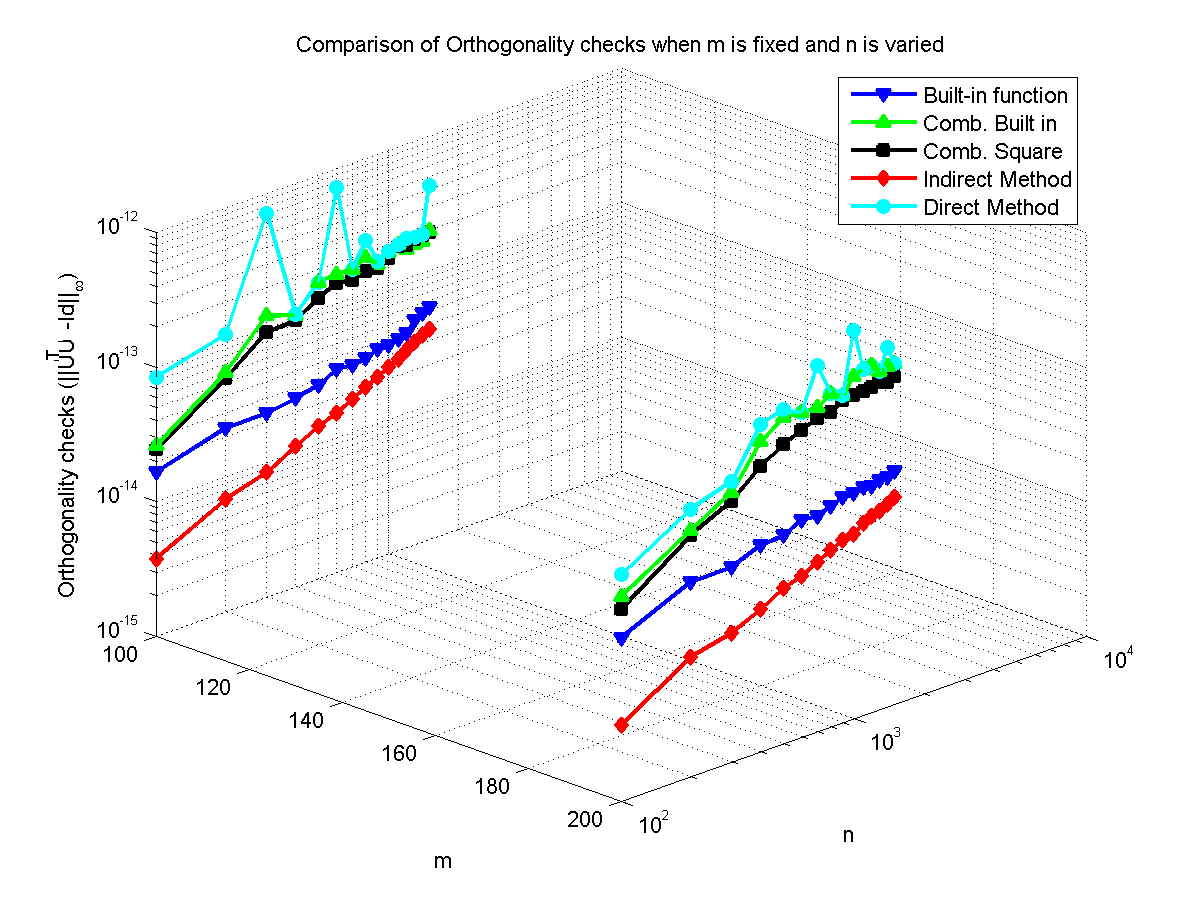 Comparison of Orthogonality checks when m is fixed and n is varied
Built-in function
Comb. Built in
Comb. Square
Indirect Method
Direct Method
Orthogonality checks (||U^TU -Id||_∞)
10^-12
10^-13
10^-14
10^-15
100
120
140
160
180
200
m
10^2
10^3
10^4
n